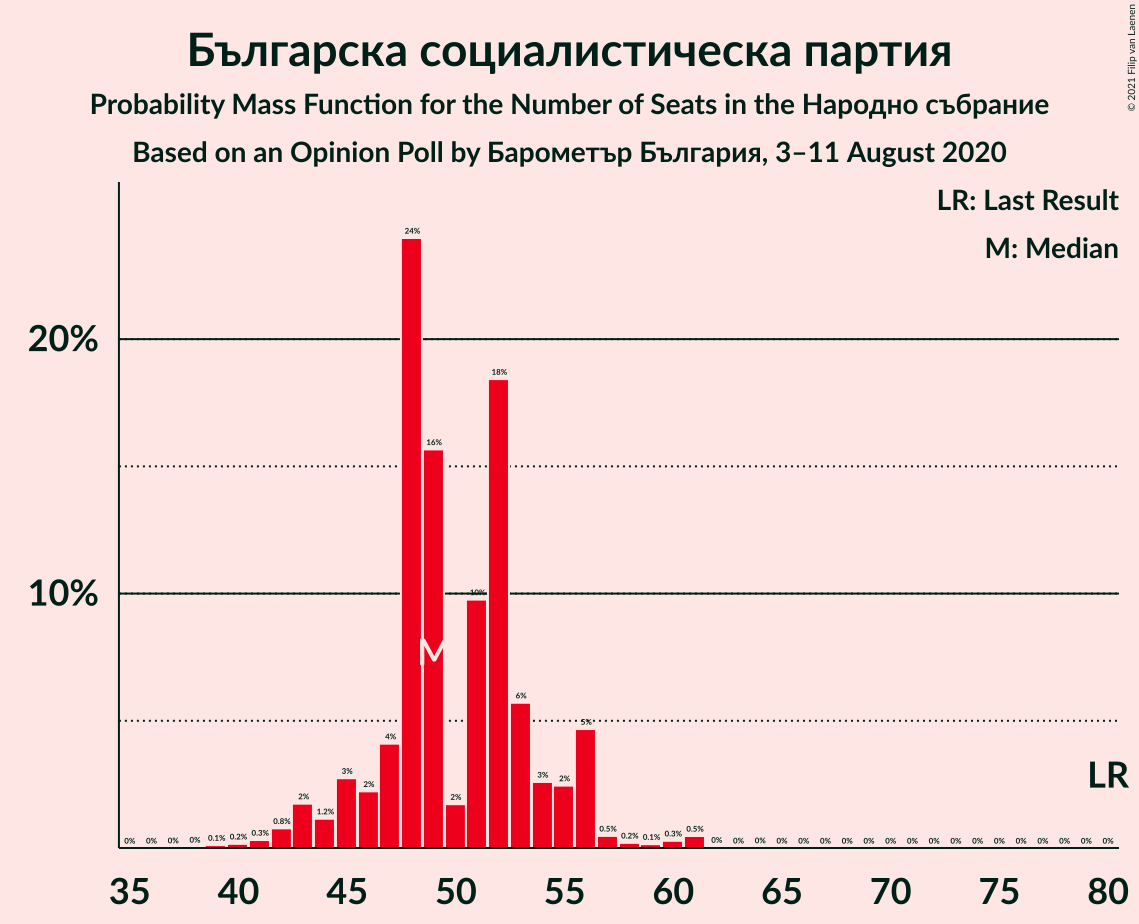 Българска социалистическа партия
Probability Mass Function for the Number of Seats in the Народно събрание
Based on an Opinion Poll by Барометър България, 3–11 August 2020
© 2021 Filip van Laenen
LR: Last Result
M: Median
20%
10%
0% 0% 0% 0% 0.1% 0.2% 0.3% 0.8% 2% 1.2% 3% 2% 4% 24% 16% 2% 10% 18% 6% 3% 2% 5% 0.5% 0.2% 0.1% 0.3% 0.5% 0% 0% 0% 0% 0% 0% 0% 0% 0% 0% 0% 0% 0% 0% 0% 0% 0% 0% 0%
M
LR
35 40 45 50 55 60 65 70 75 80